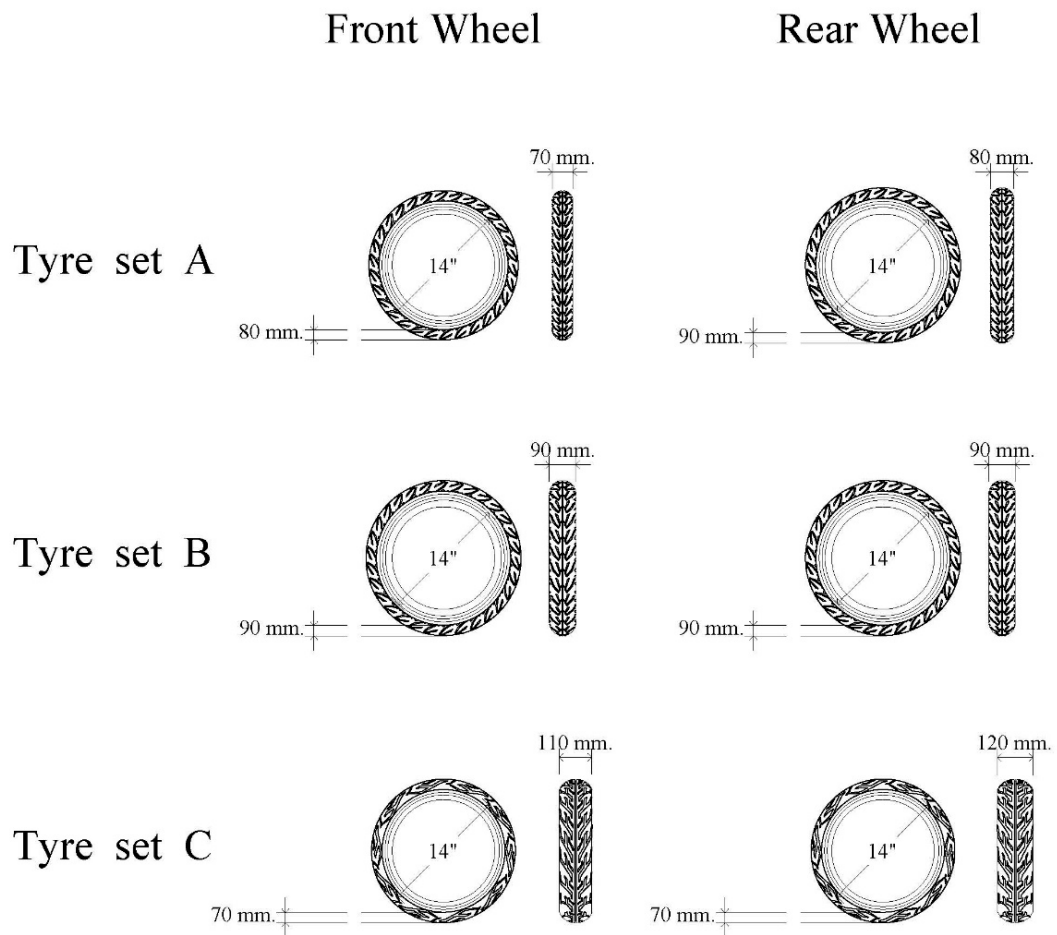 Front Wheel Rear Wheel
70 mm. 80 mm.
Tyre set A 14" 14"
80 mm. 90 mm.
90 mm. 90 mm.
Tyre set B 14" 14"
90 mm. 90 mm.
110 mm. 120 mm.
Tyre set C 14" 14"
70 mm. 70 mm.